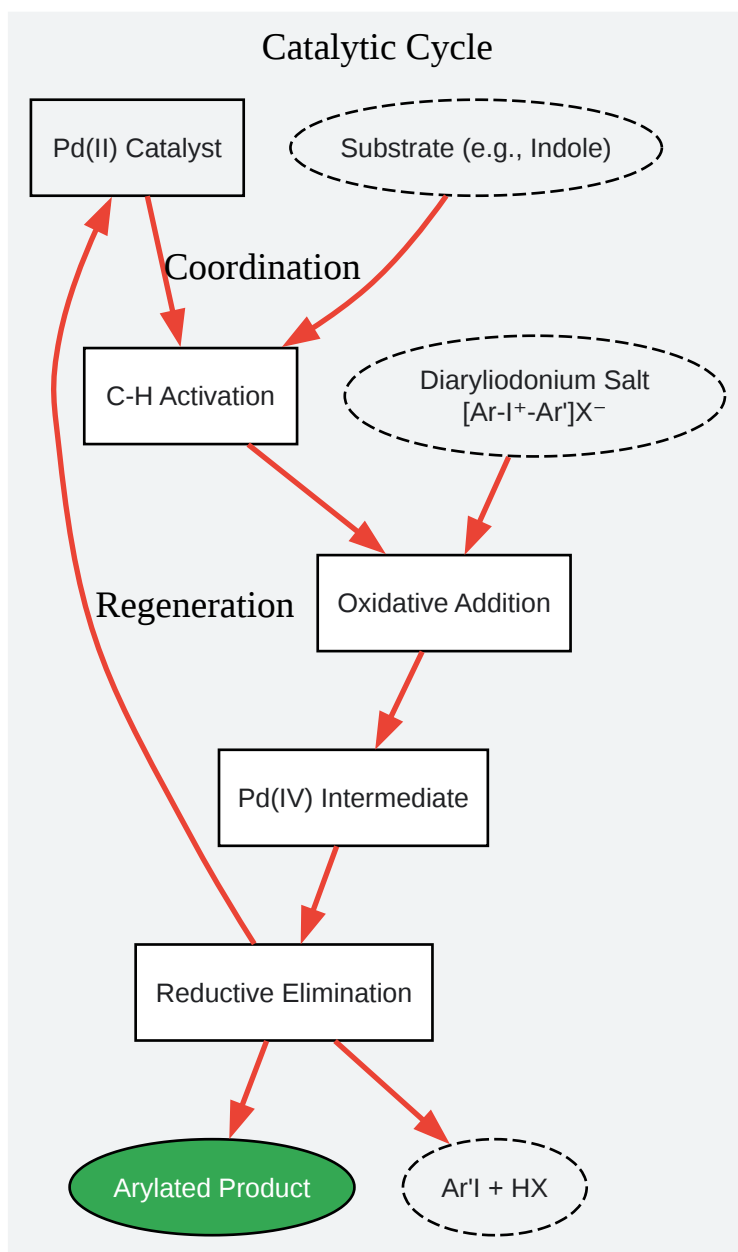 Catalytic Cycle
Pd(II) Catalyst
Substrate (e.g., Indole)
Coordination
C-H Activation
Diaryliodonium Salt
[Ar-I⁺-Ar']X⁻
Oxidative Addition
Regeneration
Pd(IV) Intermediate
Reductive Elimination
Arylated Product
Ar'I + HX